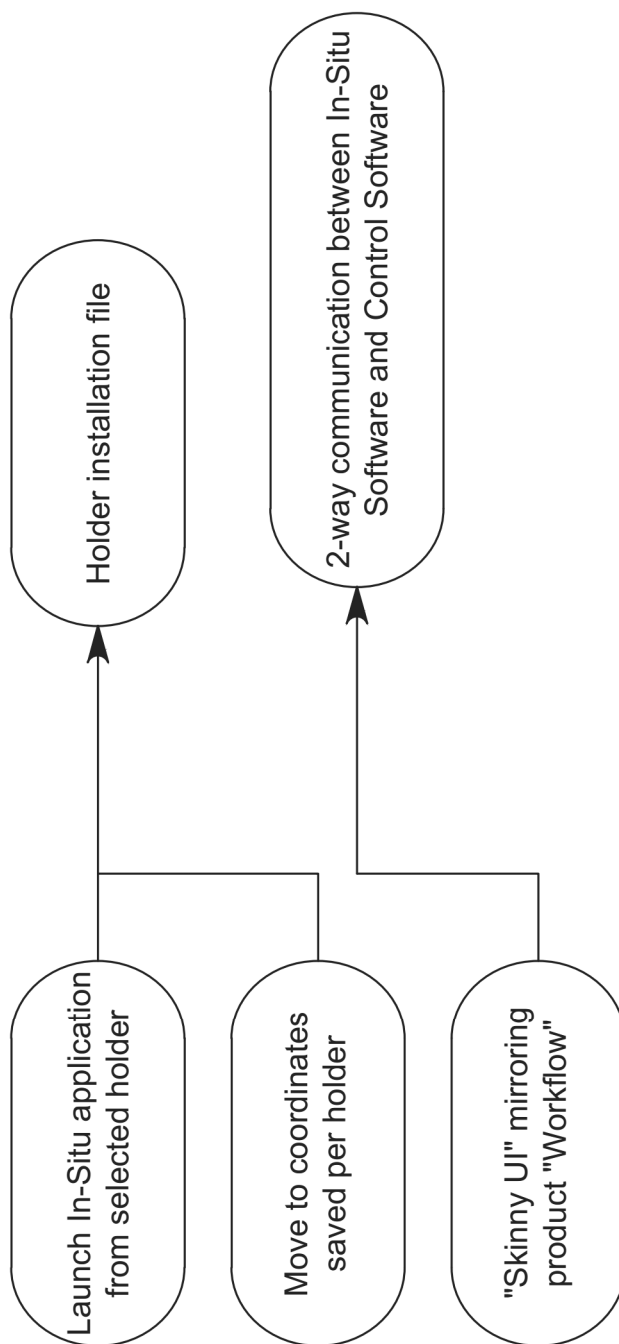 Launch In-Situ application
from selected holder
Holder installation file
Move to coordinates
saved per holder
2-way communication between In-Situ
Software and Control Software
"Skinny UI" mirroring
product "Workflow"